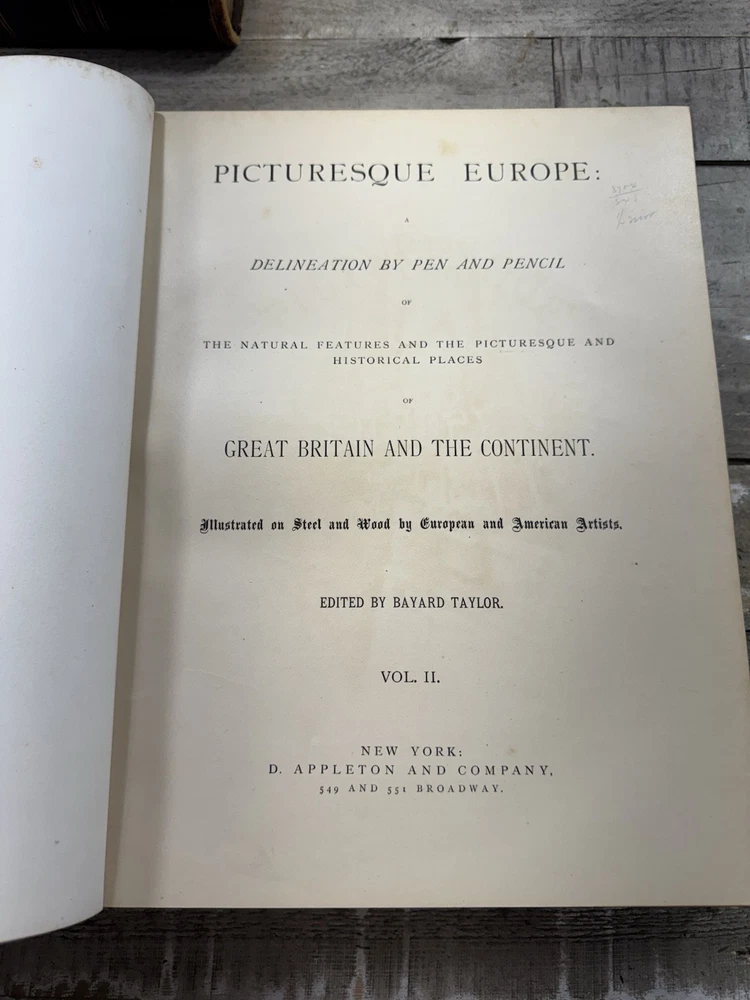 PICTURESQUE EUROPE:
A
DELINEATION BY PEN AND PENCIL
OF
THE NATURAL FEATURES AND THE PICTURESQUE AND
HISTORICAL PLACES
OF
GREAT BRITAIN AND THE CONTINENT.
Illustrated on Steel and Wood by European and American Artists.
EDITED BY BAYARD TAYLOR.
VOL. II.
NEW YORK:
D. APPLETON AND COMPANY,
549 AND 551 BROADWAY.